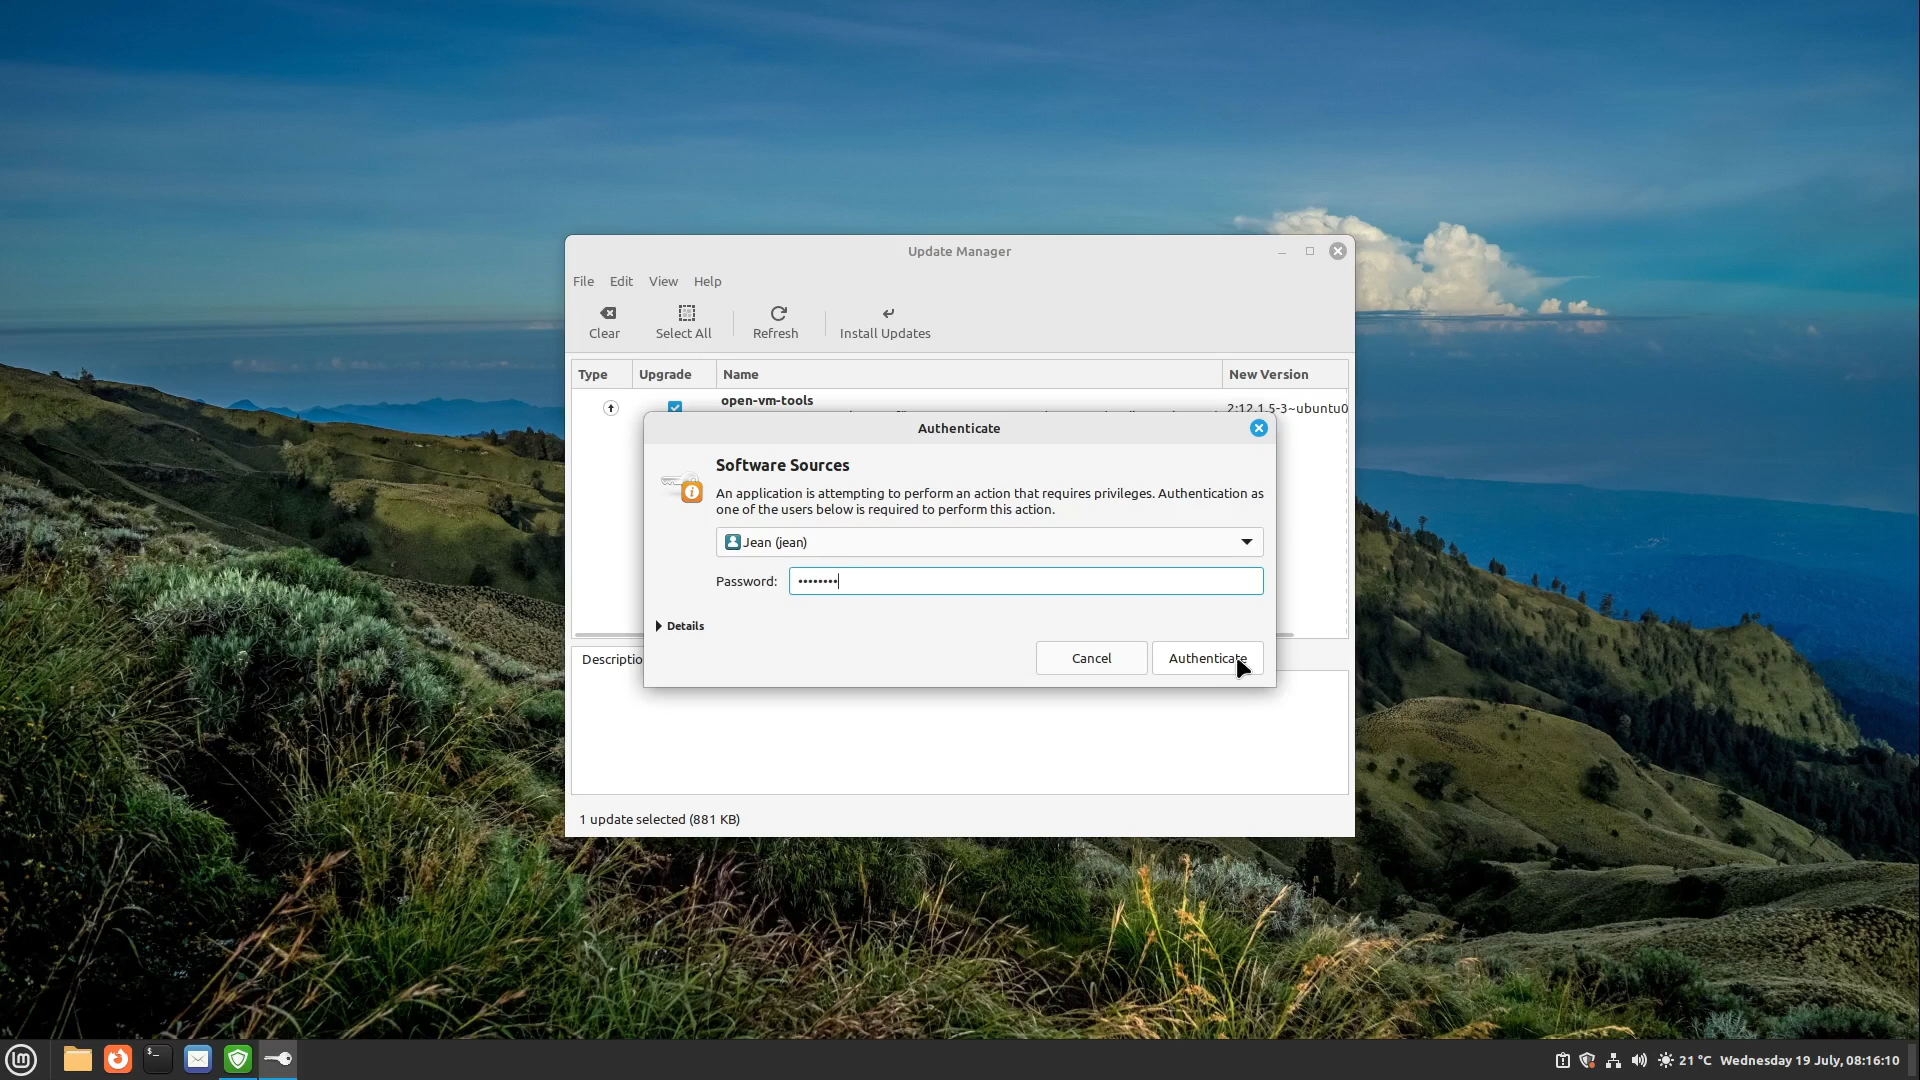 Update Manager
File Edit View Help
Clear Select All Refresh Install Updates
Type Upgrade Name New Version
open-vm-tools
2:12.1.5-3~ubuntu0
Authenticate
Software Sources
An application is attempting to perform an action that requires privileges. Authentication as
one of the users below is required to perform this action.
Jean (jean)
Password: ••••••••
Details
Cancel Authenticate
Descriptio
1 update selected (881 KB)
21 °C Wednesday 19 July, 08:16:10